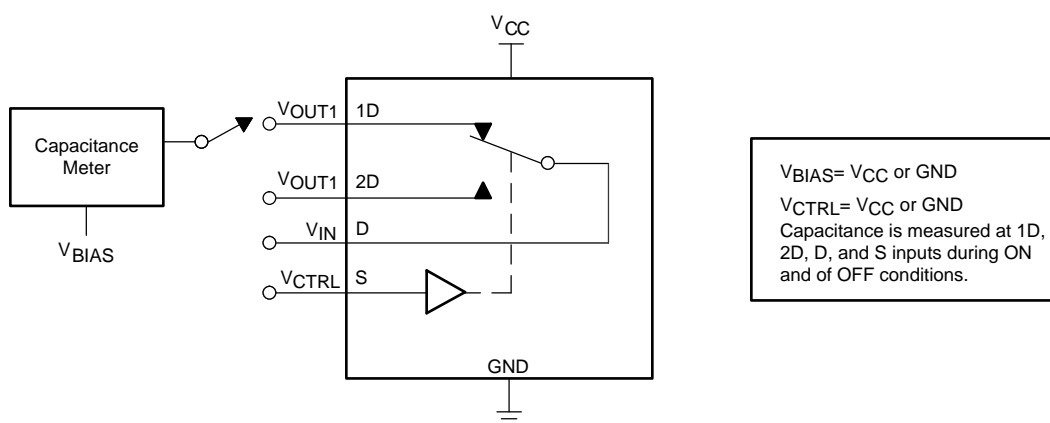 VCC
VOUT1 1D
Capacitance
Meter
VOUT1 2D
VIN D
VCTRL S
VBIAS
GND
VBIAS= VCC or GND
VCTRL= VCC or GND
Capacitance is measured at 1D,
2D, D, and S inputs during ON
and of OFF conditions.